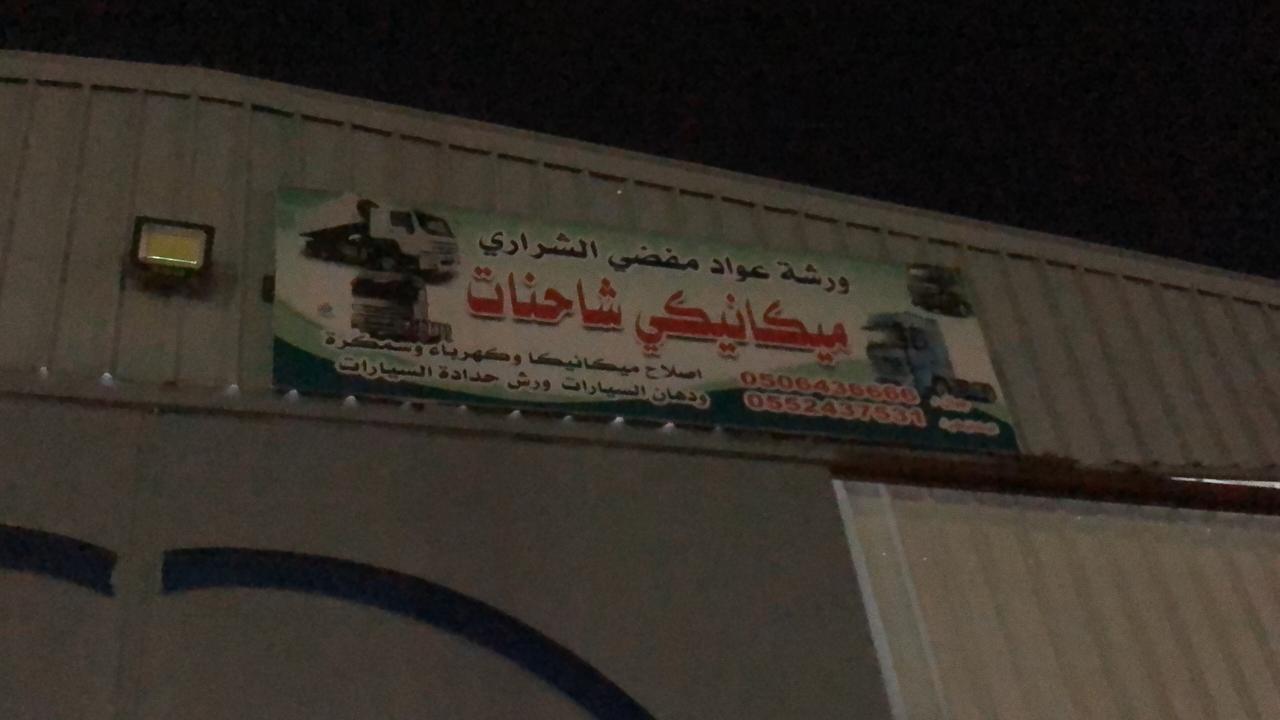 ورشة عواد مفضي الشراري
ميكانيكي شاحنات
اصلاح ميكانيكا وكهرباء وسمكرة
ودهان السيارات ورش حدادة السيارات
0506436666
0552437531